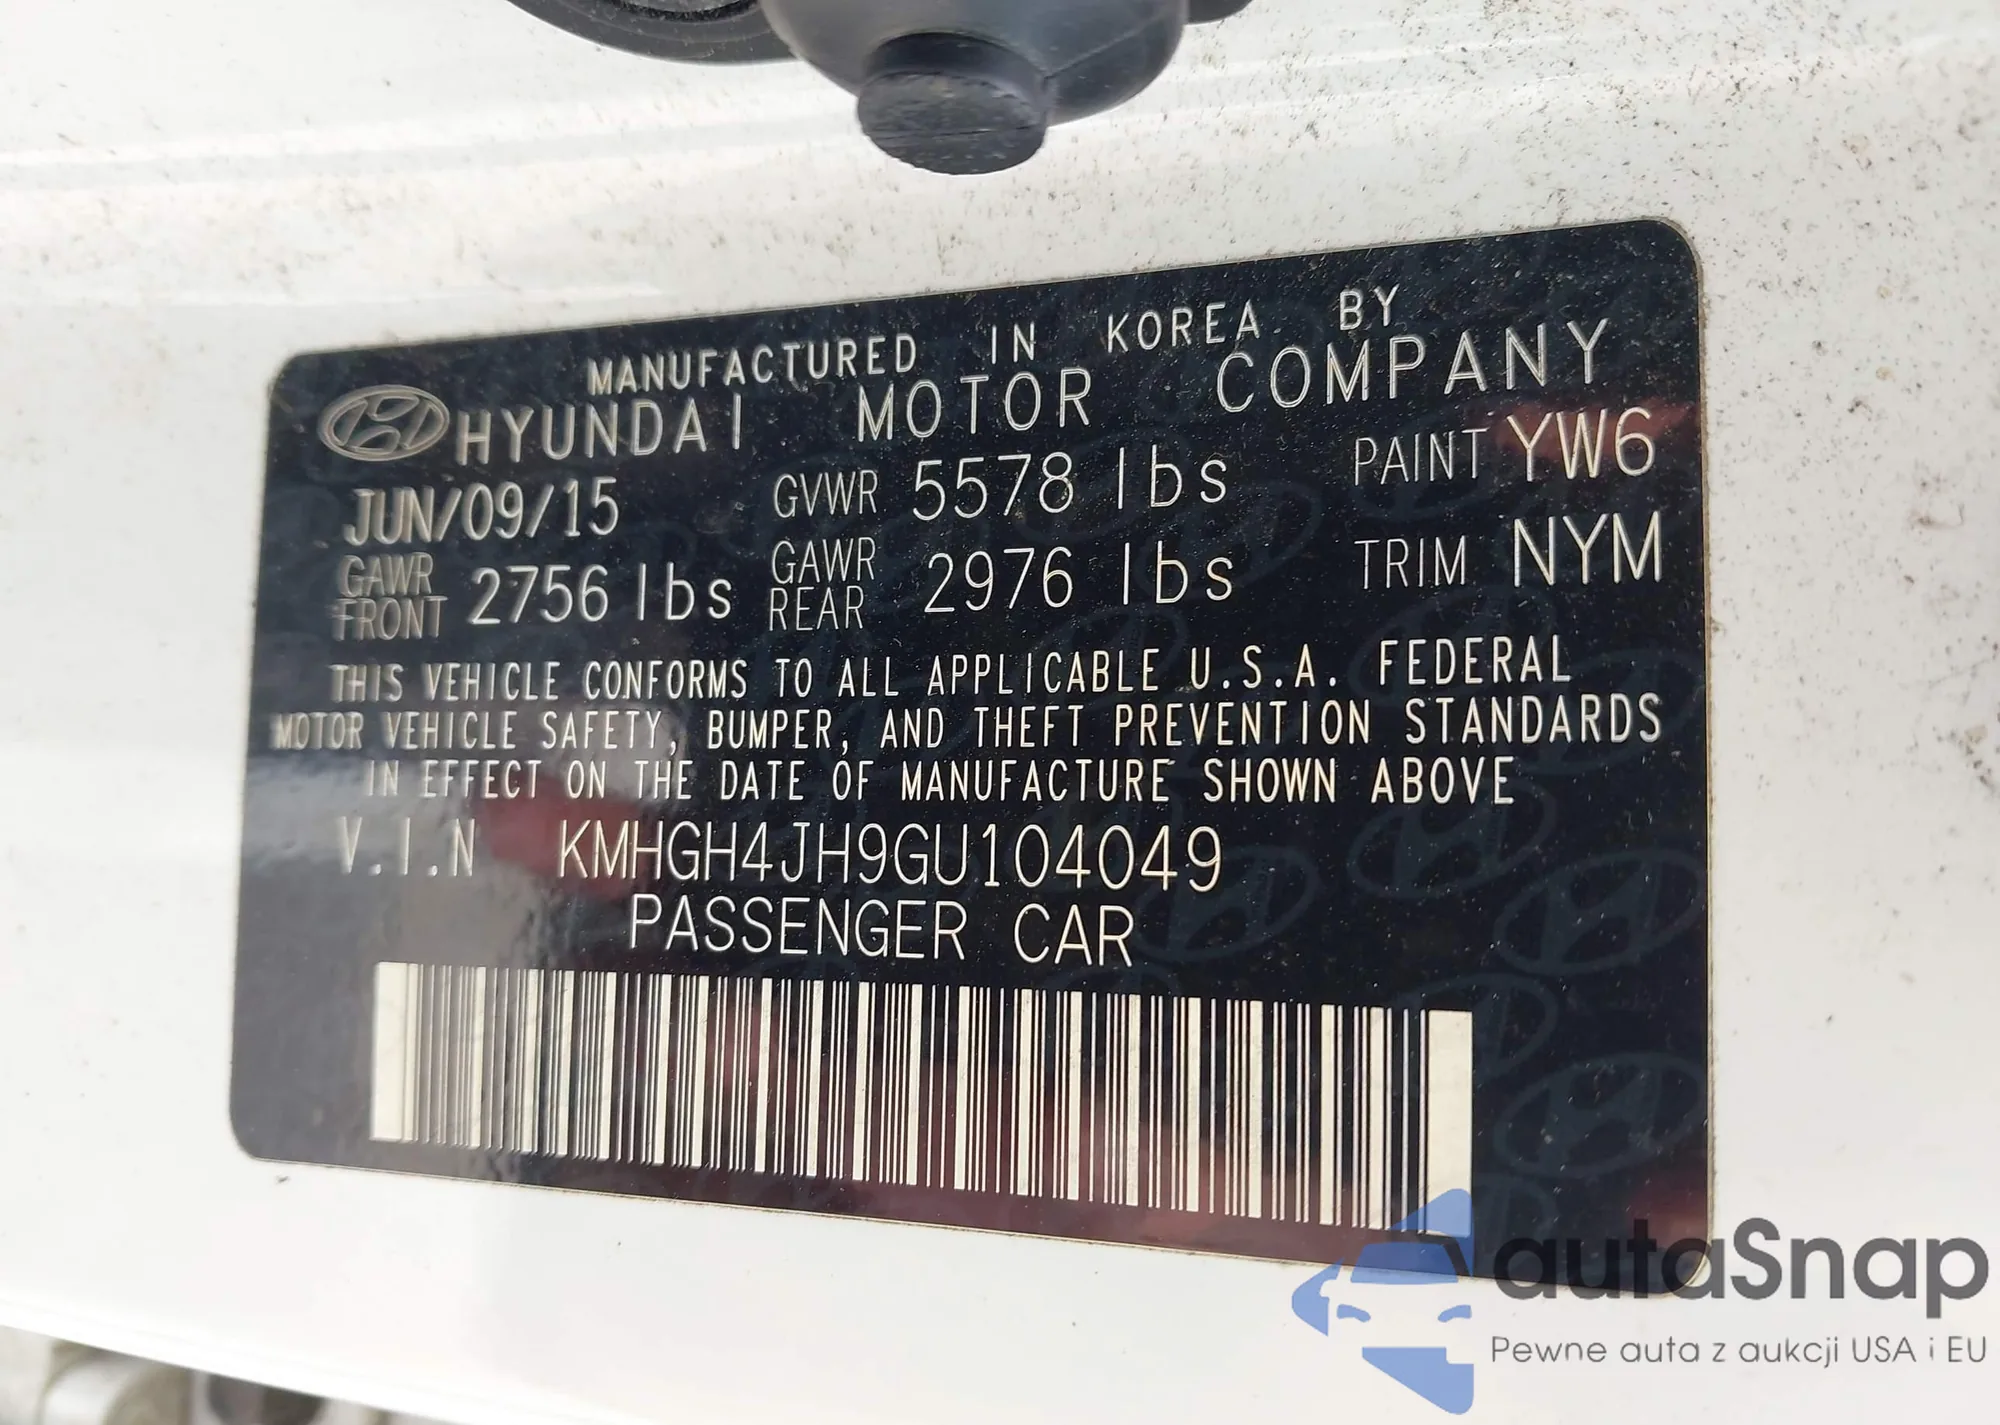 MANUFACTURED IN KOREA BY
HYUNDAI MOTOR COMPANY
JUN/09/15 GVWR 5578 lbs PAINT YW6
GAWR FRONT 2756 lbs GAWR REAR 2976 lbs TRIM NYM
THIS VEHICLE CONFORMS TO ALL APPLICABLE U.S.A. FEDERAL
MOTOR VEHICLE SAFETY, BUMPER, AND THEFT PREVENTION STANDARDS
IN EFFECT ON THE DATE OF MANUFACTURE SHOWN ABOVE
V.I.N KMHGH4JH9GU104049
PASSENGER CAR
autaSnap
Pewne auta z aukcji USA i EU